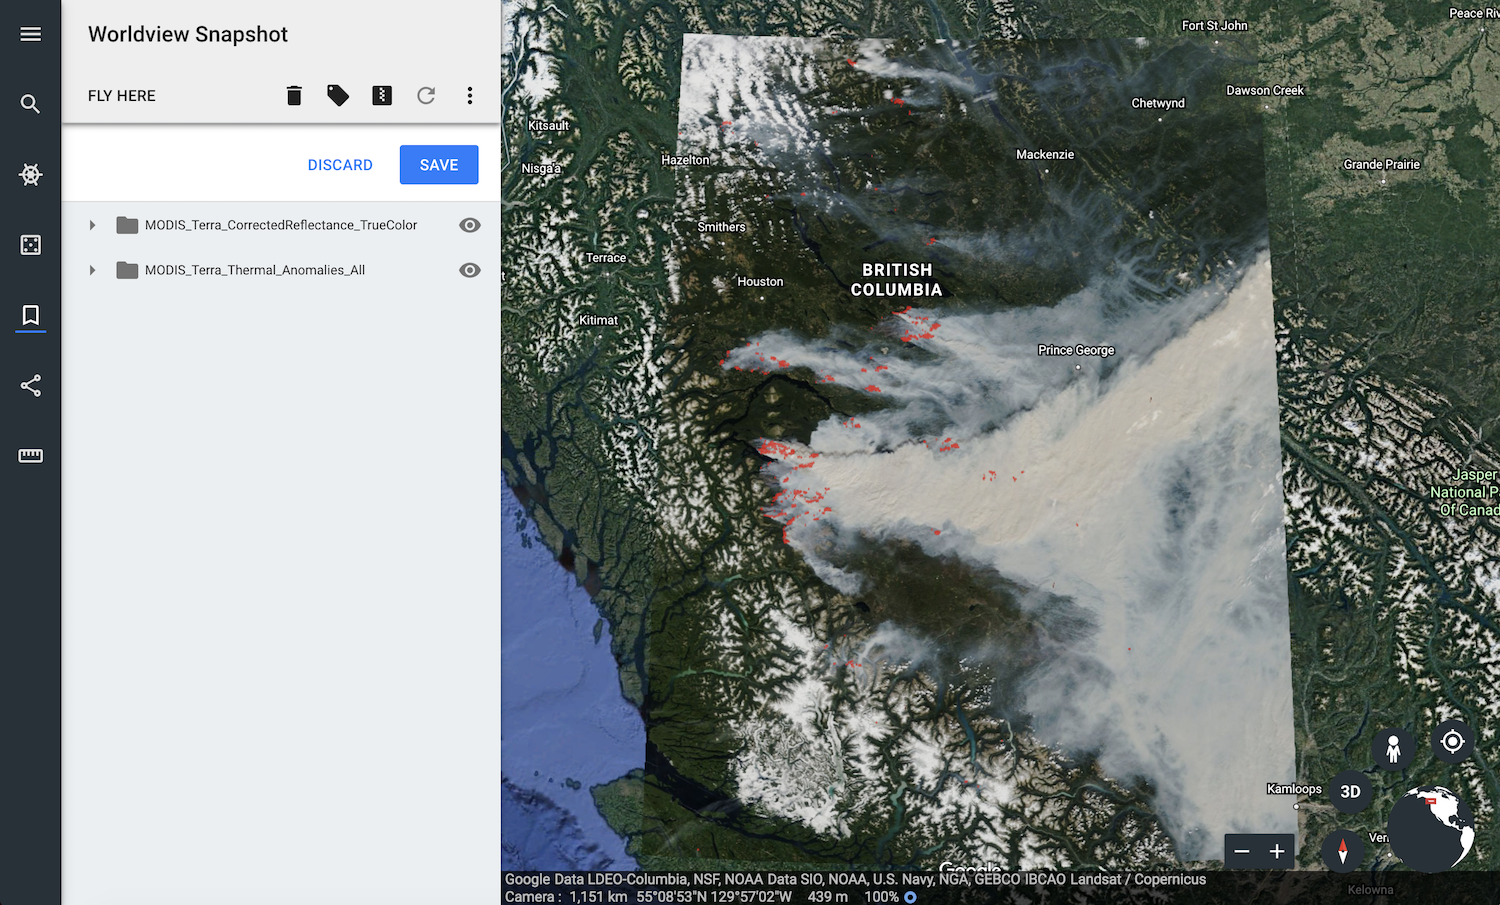 Worldview Snapshot
FLY HERE
DISCARD
SAVE
MODIS_Terra_CorrectedReflectance_TrueColor
MODIS_Terra_Thermal_Anomalies_All
Fort St John
Peace Riv
Dawson Creek
Chetwynd
Kitsault
Mackenzie
Hazelton
Grande Prairie
Nisga'a
Smithers
Terrace
BRITISH
COLUMBIA
Houston
Kitimat
Prince George
Jasper
National P
Of Canad
Kamloops
3D
Ver
Google
Kelowna
Google Data LDEO-Columbia, NSF, NOAA Data SIO, NOAA, U.S. Navy, NGA, GEBCO IBCAO Landsat / Copernicus
Camera : 1,151 km 55°08'53"N 129°57'02"W 439 m 100%